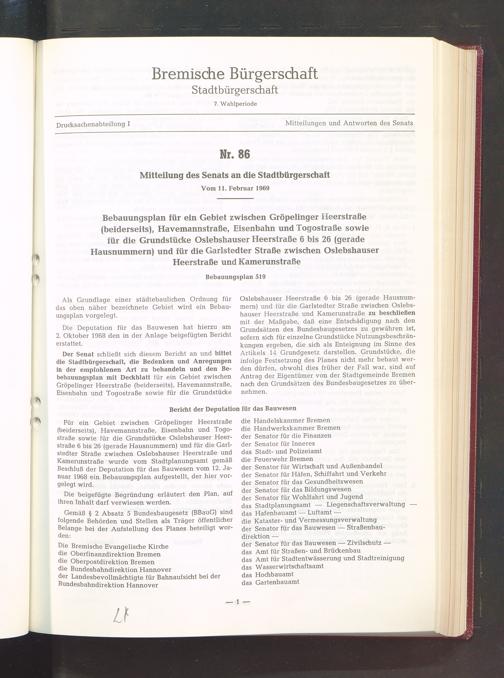 Bremische Bürgerschaft
Stadtbürgerschaft
7. Wahlperiode
Drucksachenabteilung I
Mitteilungen und Antworten des Senats
Nr. 86
Mitteilung des Senats an die Stadtbürgerschaft
Vom 11. Februar 1969
Bebauungsplan für ein Gebiet zwischen Gröpelinger Heerstraße
(beiderseits), Havemannstraße, Eisenbahn und Togostraße sowie
für die Grundstücke Oslebshauser Heerstraße 6 bis 26 (gerade
Hausnummern) und für die Garlstedter Straße zwischen Oslebshauser
Heerstraße und Kamerunstraße
Bebauungsplan 519
Als Grundlage einer städtebaulichen Ordnung für
das oben näher bezeichnete Gebiet wird ein Bebau-
ungsplan vorgelegt.
Die Deputation für das Bauwesen hat hierzu am
2. Oktober 1968 den in der Anlage beigefügten Bericht
erstattet.
Der Senat schließt sich diesem Bericht an und bittet
die Stadtbürgerschaft, die Bedenken und Anregungen
in der empfohlenen Art zu behandeln und den Be-
bebauungsplan mit Deckblatt für ein Gebiet zwischen
Gröpelinger Heerstraße (beiderseits), Havemannstraße,
Eisenbahn und Togostraße sowie für die Grundstücke
Oslebshauser Heerstraße 6 bis 26 (gerade Hausnum-
mern) und für die Garlstedter Straße zwischen Oslebs-
hauser Heerstraße und Kamerunstraße zu beschließen
mit der Maßgabe, daß eine Entschädigung nach den
Grundsätzen des Bundesbaugesetzes zu gewähren ist,
sofern sich für einzelne Grundstücke Nutzungsbeschrän-
kungen ergeben, die sich als Enteignung im Sinne des
Artikels 14 Grundgesetz darstellen. Grundstücke, die
infolge Festsetzung des Planes nicht mehr bebaut wer-
den dürfen, obwohl dies früher der Fall war, sind auf
Antrag der Eigentümer von der Stadtgemeinde Bremen
nach den Grundsätzen des Bundesbaugesetzes zu über-
nehmen.
Bericht der Deputation für das Bauwesen
Für ein Gebiet zwischen Gröpelinger Heerstraße
(beiderseits), Havemannstraße, Eisenbahn und Togo-
straße sowie für die Grundstücke Oslebshauser Heer-
straße 6 bis 26 (gerade Hausnummern) und für die Garl-
stedter Straße zwischen Oslebshauser Heerstraße und
Kamerunstraße wurde vom Stadtplanungsamt gemäß
Beschluß der Deputation für das Bauwesen vom 12. Ja-
nuar 1968 ein Bebauungsplan aufgestellt, der hier vor-
gelegt wird.
Die beigefügte Begründung erläutert den Plan, auf
ihren Inhalt darf verwiesen werden.
Gemäß § 2 Absatz 5 Bundesbaugesetz (BBauG) sind
folgende Behörden und Stellen als Träger öffentlicher
Belange bei der Aufstellung des Planes beteiligt wor-
den:
Die Bremische Evangelische Kirche
die Oberfinanzdirektion Bremen
die Oberpostdirektion Bremen
die Bundesbahndirektion Hannover
der Landesbevollmächtigte für Bahnaufsicht bei der
Bundesbahndirektion Hannover
die Handelskammer Bremen
die Handwerkskammer Bremen
der Senator für die Finanzen
der Senator für Inneres
das Stadt- und Polizeiamt
die Feuerwehr Bremen
der Senator für Wirtschaft und Außenhandel
der Senator für Häfen, Schiffahrt und Verkehr
der Senator für das Gesundheitswesen
der Senator für das Bildungswesen
der Senator für Wohlfahrt und Jugend
das Stadtplanungsamt — Liegenschaftsverwaltung —
das Hafenbauamt — Luftamt —
die Kataster- und Vermessungsverwaltung
der Senator für das Bauwesen — Straßenbau-
direktion —
der Senator für das Bauwesen — Zivilschutz —
das Amt für Straßen- und Brückenbau
das Amt für Stadtentwässerung und Stadtreinigung
das Wasserwirtschaftsamt
das Hochbauamt
das Gartenbauamt
— 1 —